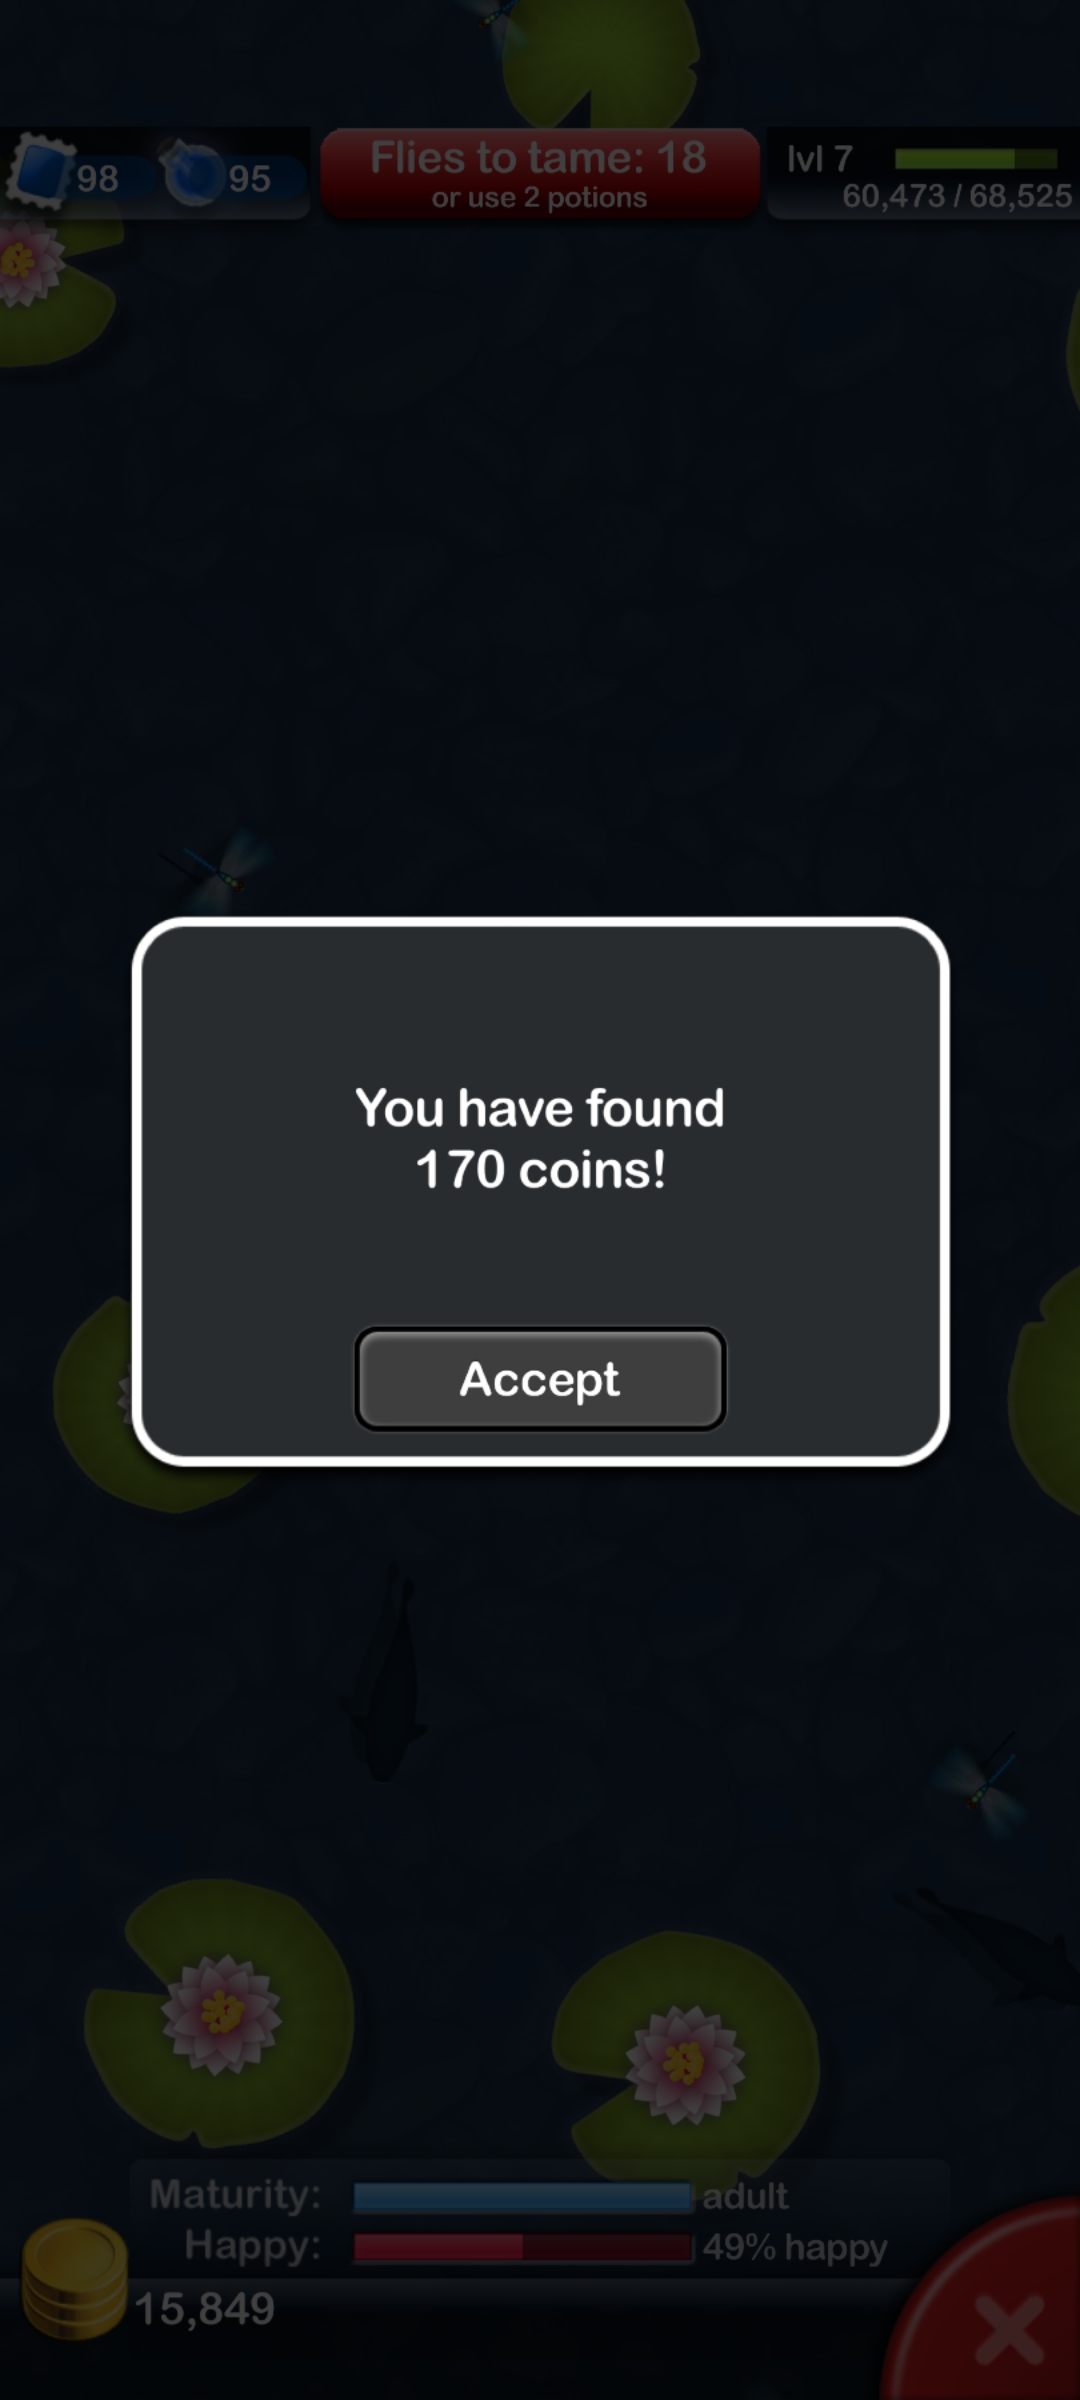 98
95
Flies to tame: 18
or use 2 potions
lvl 7
60,473 / 68,525
You have found
170 coins!
Accept
Maturity: adult
Happy: 49% happy
15,849